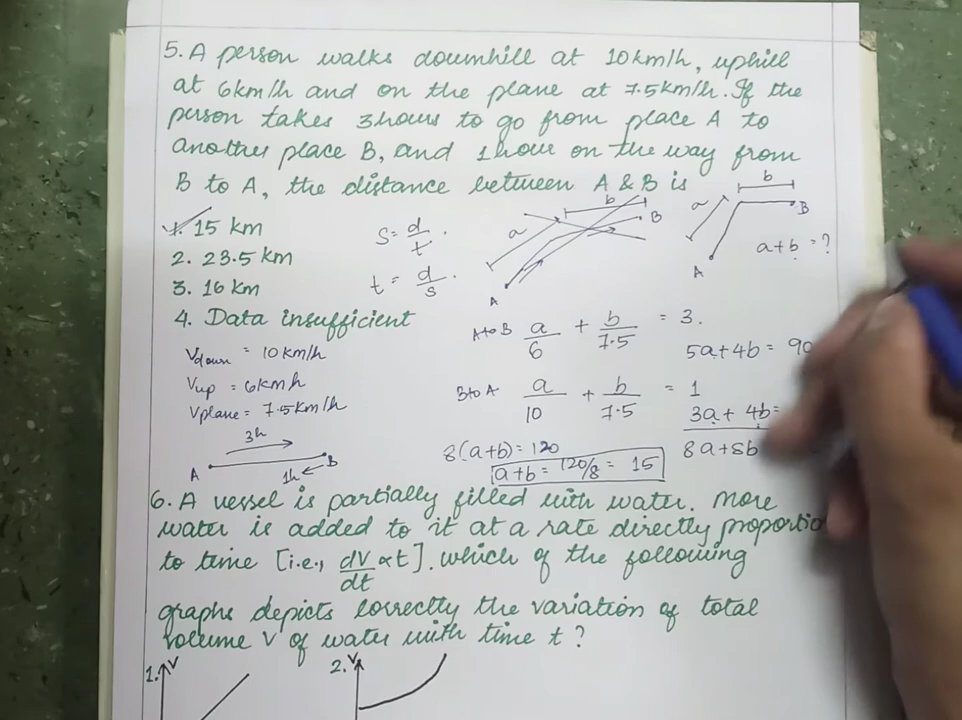 5. A person walks downhill at 10km/h, uphill
at 6km/h and on the plane at 7.5km/h. If the
person takes 3hours to go from place A to
another place B, and 1hour on the way from
B to A, the distance between A & B is
1. 15 km
2. 23.5 km
3. 16 km
4. Data insufficient
S = d/t .
t = d/s .
a
b
A
B
b
a
A
B
a+b = ?
Vdown = 10 km/h
Vup = 6km/h
Vplane = 7.5km/h
3h
A B
1h
A to B a/6 + b/7.5 = 3.
5a+4b = 90
B to A a/10 + b/7.5 = 1
3a + 4b =
8a+8b
8(a+b) = 120
a+b = 120/8 = 15
6. A vessel is partially filled with water. More
water is added to it at a rate directly
to time [i.e., dV/dt ∝ t]. which of the following
graphs depicts correctly the variation of total
volume V of water with time t ?
1. V
2. V